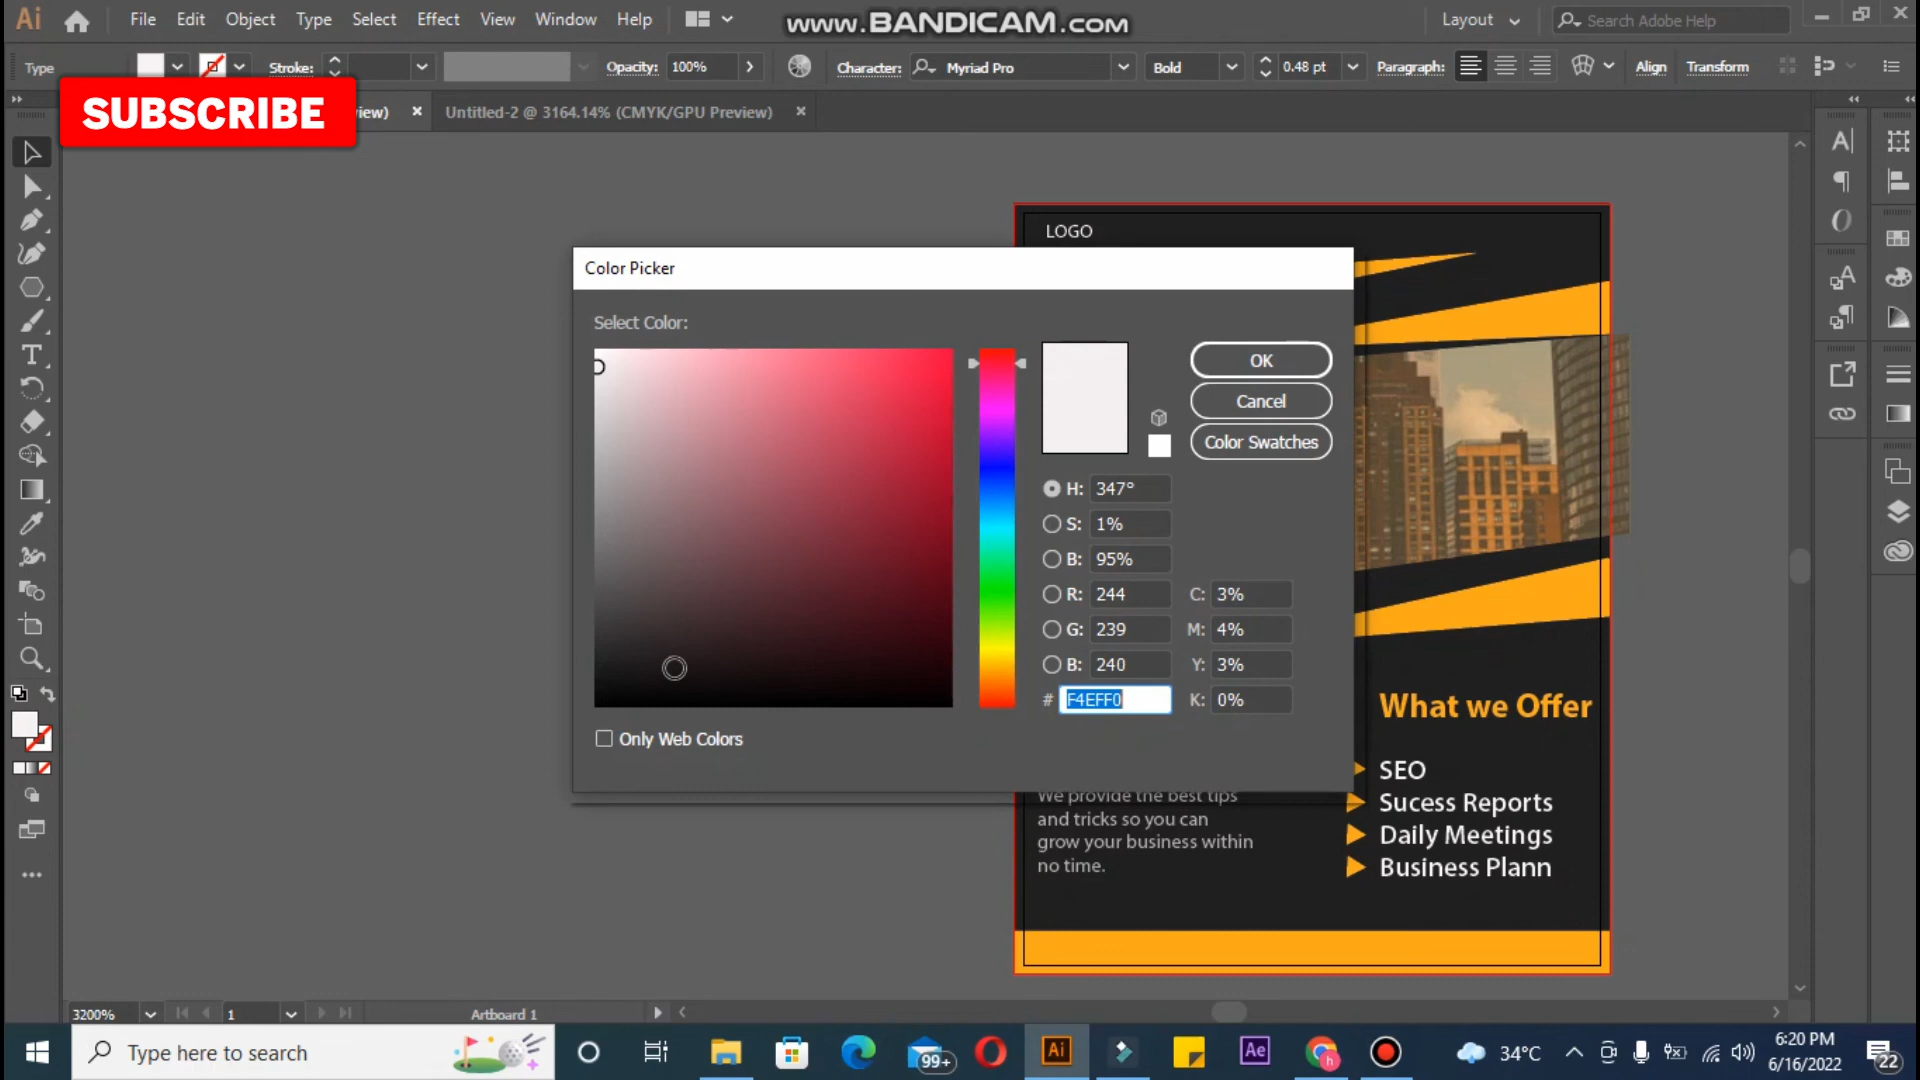 Ai File Edit Object Type Select Effect View Window Help www.BANDICAM.com Layout Search Adobe Help
Type Stroke: Opacity: 100% Character: Myriad Pro Bold 0.48 pt Paragraph: Align Transform
SUBSCRIBE
iew) × Untitled-2 @ 3164.14% (CMYK/GPU Preview) ×
LOGO
Color Picker
Select Color:
OK
Cancel
Color Swatches
H: 347°
S: 1%
B: 95%
R: 244 C: 3%
G: 239 M: 4%
B: 240 Y: 3%
# F4EFF0 K: 0%
Only Web Colors
What we Offer
SEO
Sucess Reports
Daily Meetings
Business Plann
We provide the best tips
and tricks so you can
grow your business within
no time.
3200% 1 Artboard 1
Type here to search
99+
Ai
Ae
h
34°C
6:20 PM
6/16/2022
22